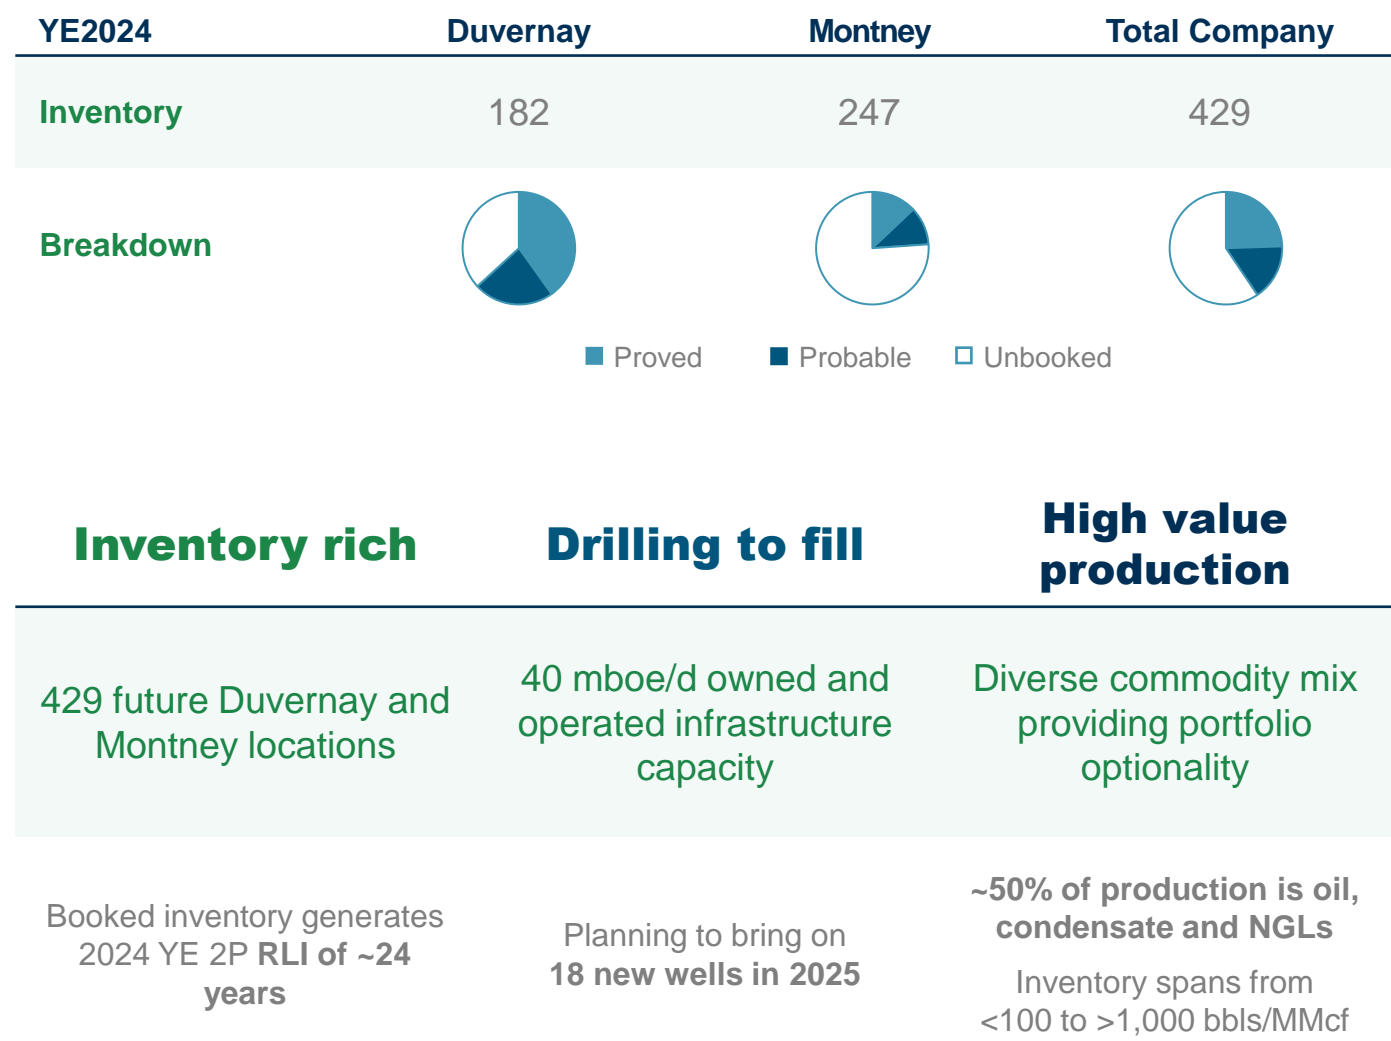 YE2024 Duvernay Montney Total Company
Inventory 182 247 429
Breakdown
Proved Probable Unbooked
Inventory rich
Drilling to fill
High value
production
429 future Duvernay and
Montney locations
40 mboe/d owned and
operated infrastructure
capacity
Diverse commodity mix
providing portfolio
optionality
Booked inventory generates
2024 YE 2P RLI of ~24
years
Planning to bring on
18 new wells in 2025
~50% of production is oil,
condensate and NGLs
Inventory spans from
<100 to >1,000 bbls/MMcf